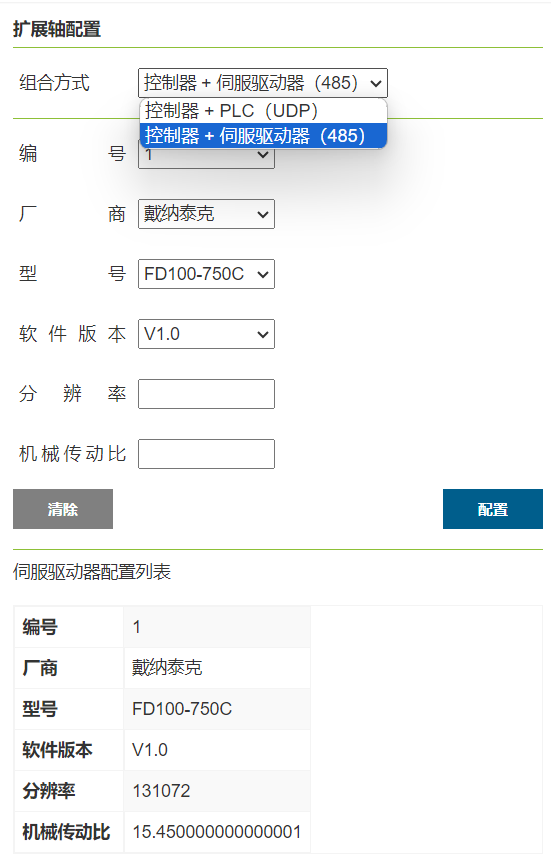 扩展轴配置
组合方式 控制器 + 伺服驱动器（485）
控制器 + PLC（UDP）
控制器 + 伺服驱动器（485）
编号 1
厂商 戴纳泰克
型号 FD100-750C
软件版本 V1.0
分辨率
机械传动比
清除 配置
伺服驱动器配置列表
编号 1
厂商 戴纳泰克
型号 FD100-750C
软件版本 V1.0
分辨率 131072
机械传动比 15.450000000000001